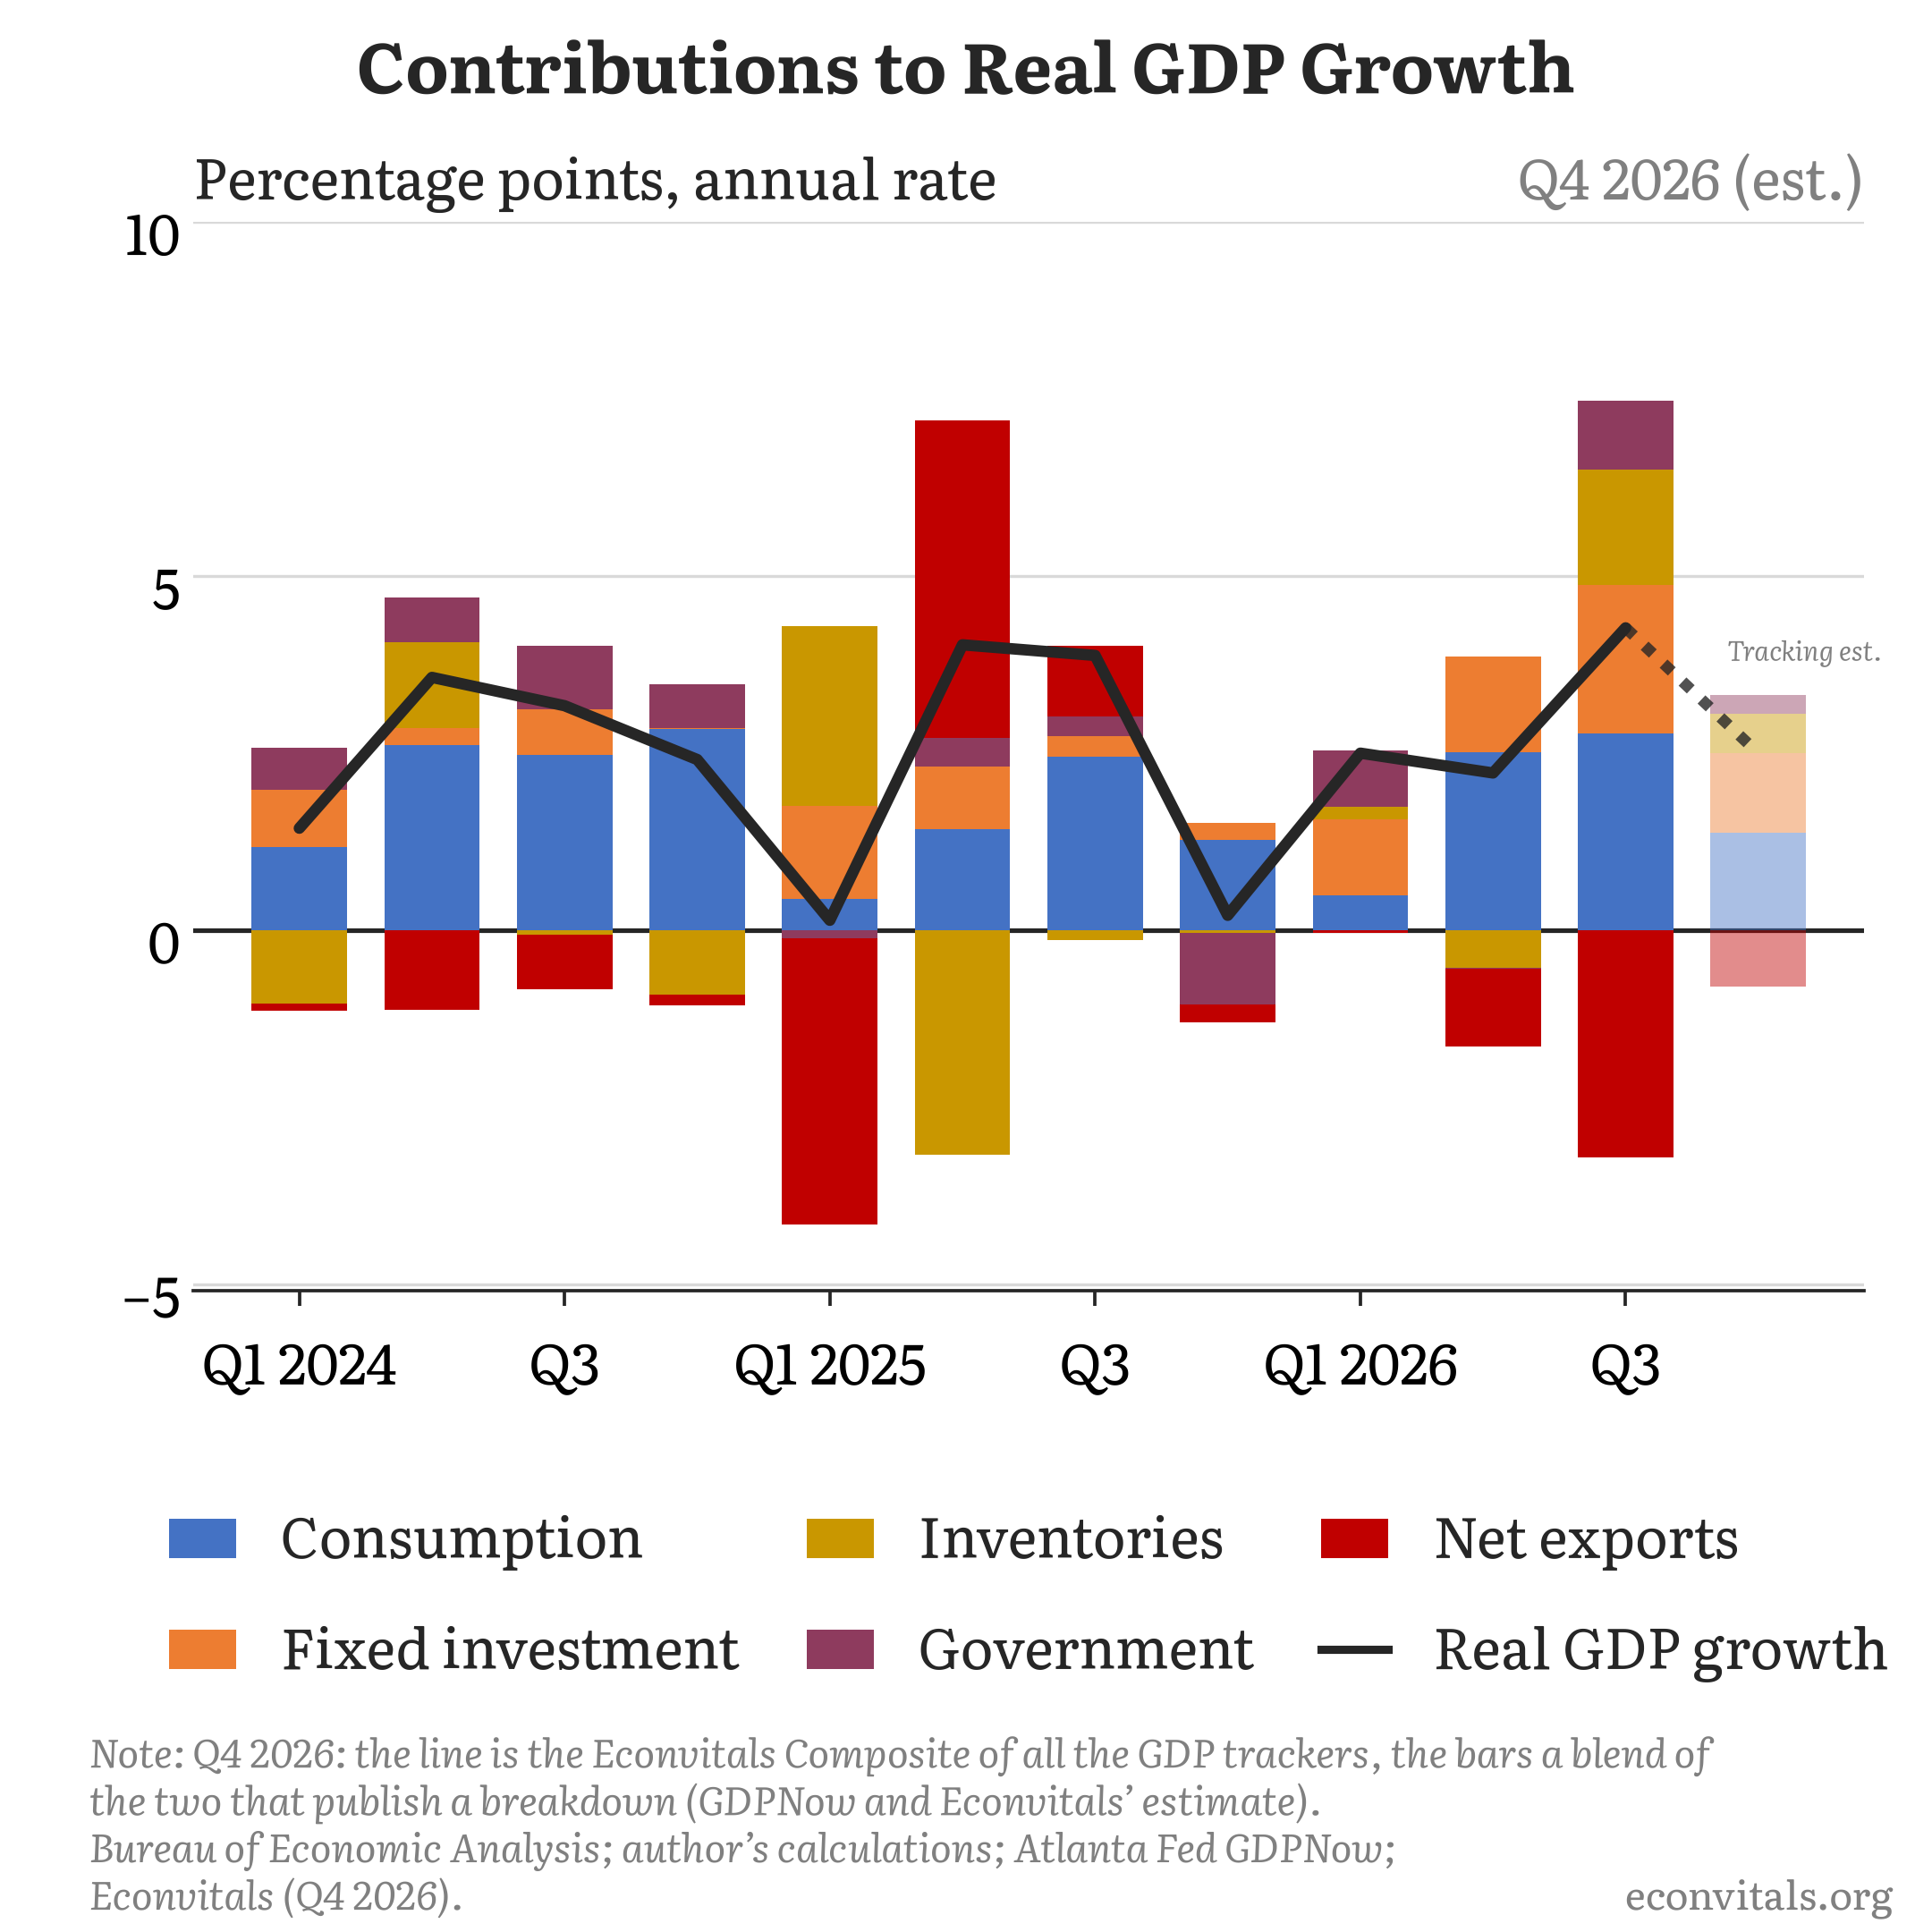 Contributions to Real GDP Growth
Percentage points, annual rate
Q4 2026 (est.)
10
5
Tracking est.
0
−5
Q1 2024
Q3
Q1 2025
Q3
Q1 2026
Q3
Consumption
Inventories
Net exports
Fixed investment
Government
Real GDP growth
Note: Q4 2026: the line is the Econvitals Composite of all the GDP trackers, the bars a blend of
the two that publish a breakdown (GDPNow and Econvitals’ estimate).
Bureau of Economic Analysis; author’s calculations; Atlanta Fed GDPNow;
Econvitals (Q4 2026).
econvitals.org